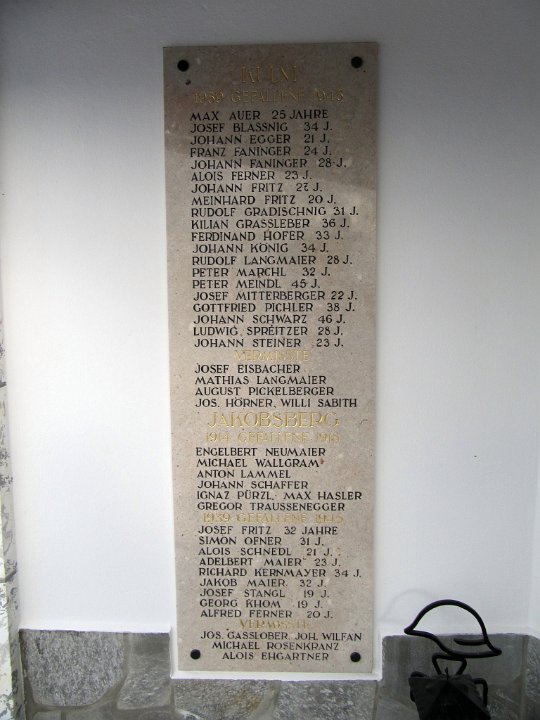 1939 GEFALLENE 1945
MAX AUER 25 JAHRE
JOSEF BLASSNIG 34 J.
JOHANN EGGER 21 J.
FRANZ FANINGER 24 J.
JOHANN FANINGER 28 J.
ALOIS FERNER 23 J.
JOHANN FRITZ 27 J.
MEINHARD FRITZ 20 J.
RUDOLF GRADISCHNIG 31 J.
KILIAN GRASSLEBER 36 J.
FERDINAND HOFER 33 J.
JOHANN KÖNIG 34 J.
RUDOLF LANGMAIER 28 J.
PETER MARCHL 32 J.
PETER MEINDL 45 J.
JOSEF MITTERBERGER 22 J.
GOTTFRIED PICHLER 38 J.
JOHANN SCHWARZ 46 J.
LUDWIG SPREITZER 28 J.
JOHANN STEINER 23 J.
VERMISSTE
JOSEF EISBACHER
MATHIAS LANGMAIER
AUGUST PICKELBERGER
JOS. HÖRNER, WILLI SABITH
JAKOBSBERG
1914 GEFALLENE 1918
ENGELBERT NEUMAIER
MICHAEL WALLGRAM
ANTON LAMMEL
JOHANN SCHAFFER
IGNAZ PÜRZL, MAX HASLER
GREGOR TRAUSSENEGGER
1939 GEFALLENE 1945
JOSEF FRITZ 32 JAHRE
SIMON OFNER 31 J.
ALOIS SCHNEDL 21 J.
ADELBERT MAIER 23 J.
RICHARD KERNMAYER 34 J.
JAKOB MAIER 32 J.
JOSEF STANGL 19 J.
GEORG KHOM 19 J.
ALFRED FERNER 20 J.
VERMISSTE
JOS. GASSLOBER, JOH. WILFAN
MICHAEL ROSENKRANZ
ALOIS EHGARTNER